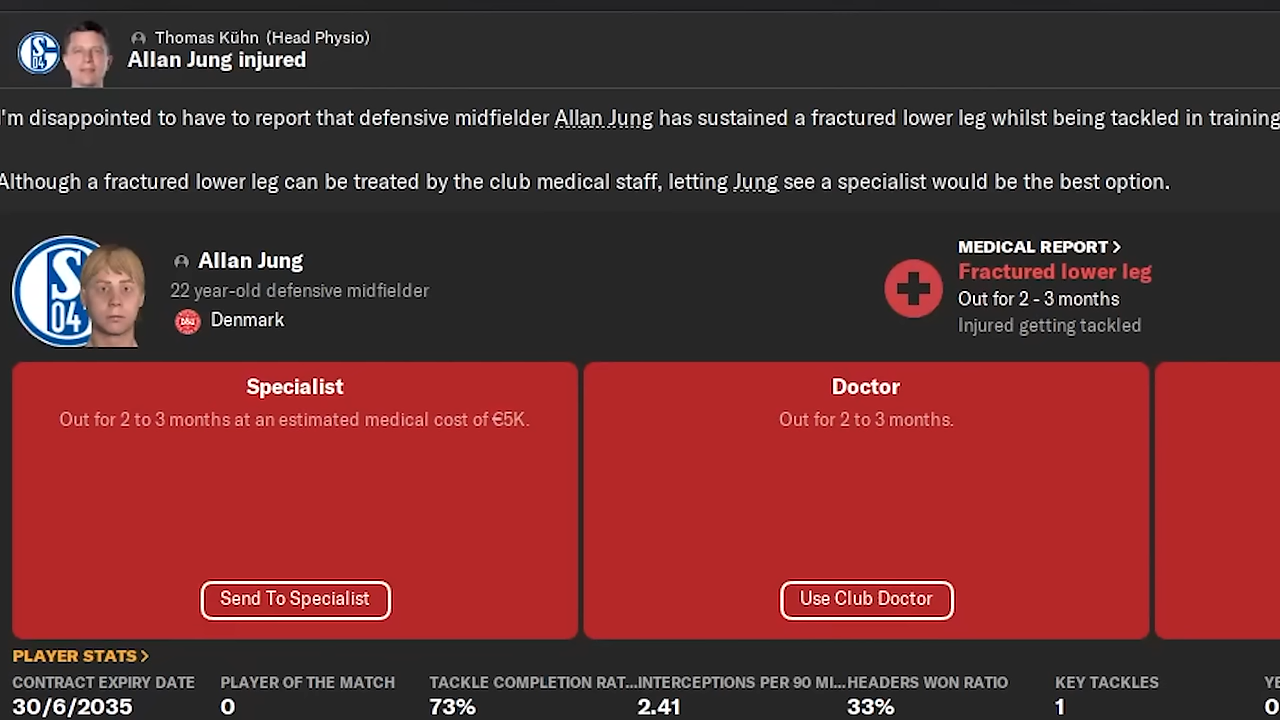 Thomas Kühn (Head Physio)
Allan Jung injured
I'm disappointed to have to report that defensive midfielder Allan Jung has sustained a fractured lower leg whilst being tackled in training
Although a fractured lower leg can be treated by the club medical staff, letting Jung see a specialist would be the best option.
S 04
Allan Jung
22 year-old defensive midfielder
Denmark
MEDICAL REPORT >
Fractured lower leg
Out for 2 - 3 months
Injured getting tackled
Specialist
Out for 2 to 3 months at an estimated medical cost of €5K.
Send To Specialist
Doctor
Out for 2 to 3 months.
Use Club Doctor
PLAYER STATS >
CONTRACT EXPIRY DATE PLAYER OF THE MATCH TACKLE COMPLETION RAT... INTERCEPTIONS PER 90 MI... HEADERS WON RATIO KEY TACKLES YE
30/6/2035 0 73% 2.41 33% 1 0